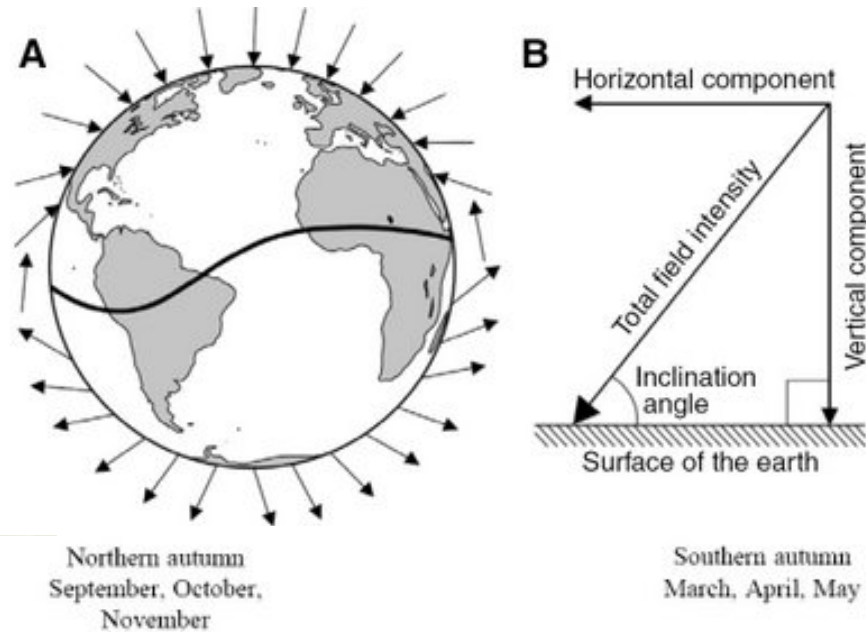 A
B
Horizontal component
Total field intensity
Vertical component
Inclination
angle
Surface of the earth
Northern autumn
September, October,
November
Southern autumn
March, April, May